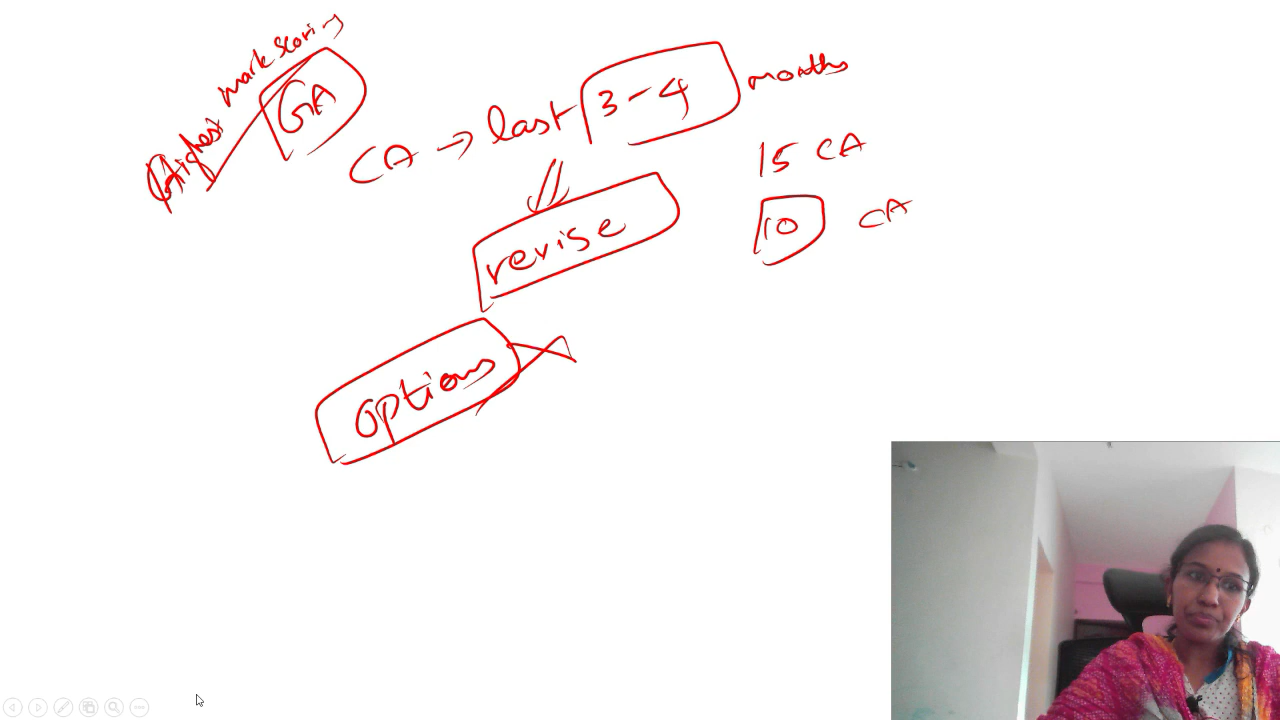 Highest mark scoring
GA
CA → last 3-4 months
15 CA
10 CA
revise
options